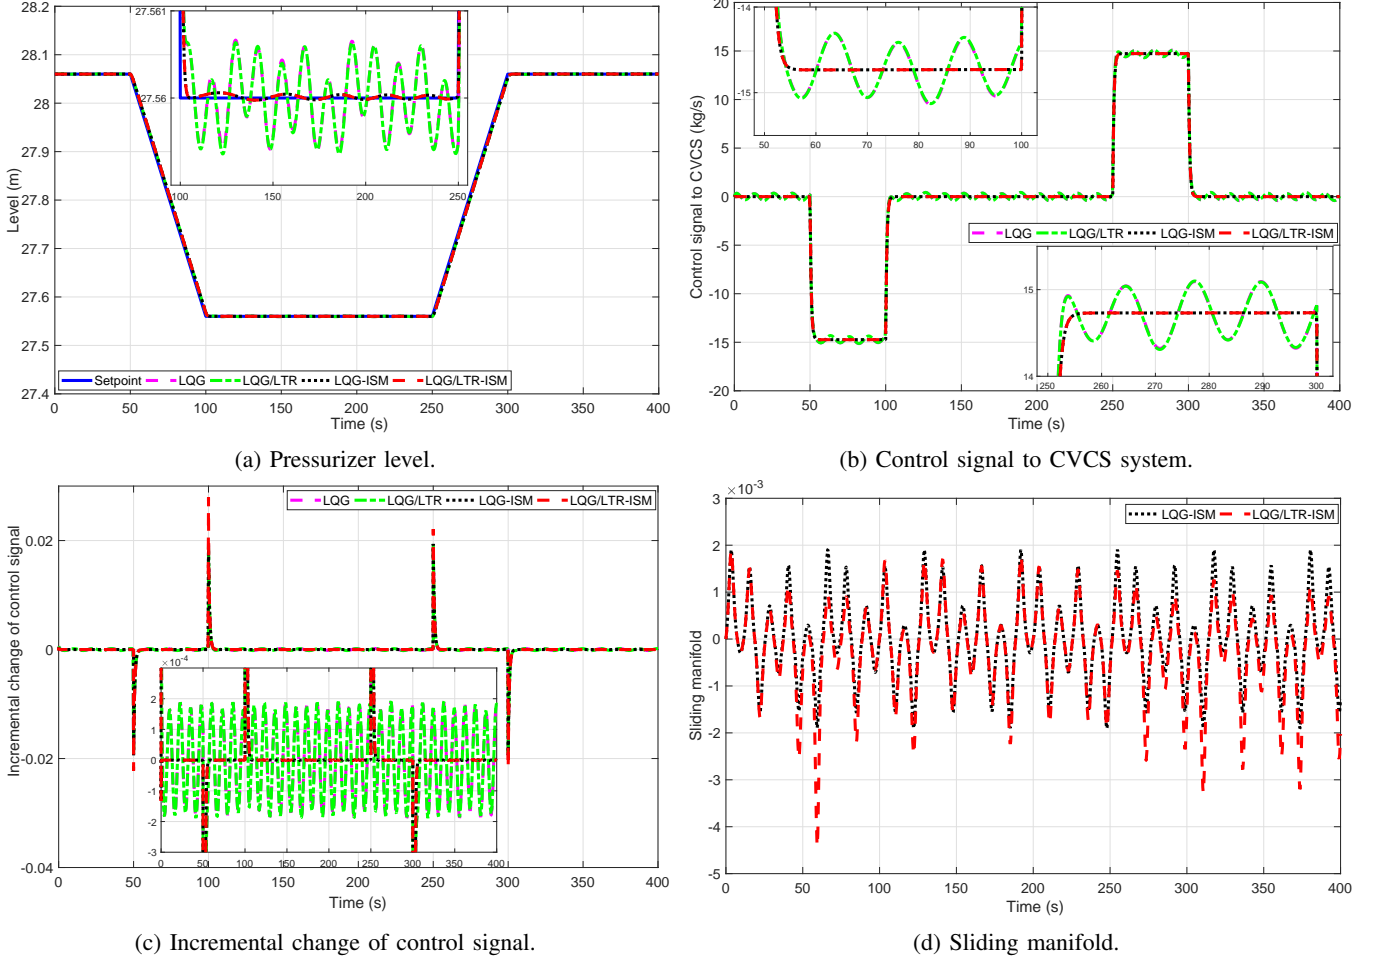 28.2
28.1
28
27.9
27.8
27.7
27.6
27.5
27.4
Level (m)
27.561
27.56
100 150 200 250
Setpoint LQG LQG/LTR LQG-ISM LQG/LTR-ISM
0 50 100 150 200 250 300 350 400
Time (s)
(a) Pressurizer level.
20
15
10
5
0
-5
-10
-15
-20
Control signal to CVCS (kg/s)
-14
-15
50 60 70 80 90 100
LQG LQG/LTR LQG-ISM LQG/LTR-ISM
15
14
250 260 270 280 290 300
0 50 100 150 200 250 300 350 400
Time (s)
(b) Control signal to CVCS system.
0.02
0
-0.02
-0.04
Incremental change of control signal
LQG LQG/LTR LQG-ISM LQG/LTR-ISM
×10⁻⁴
2
1
0
-1
-2
-3
0 50 100 150 200 250 300 350 400
0 50 100 150 200 250 300 350 400
Time (s)
(c) Incremental change of control signal.
×10⁻³
3
2
1
0
-1
-2
-3
-4
-5
Sliding manifold
LQG-ISM LQG/LTR-ISM
0 50 100 150 200 250 300 350 400
Time (s)
(d) Sliding manifold.